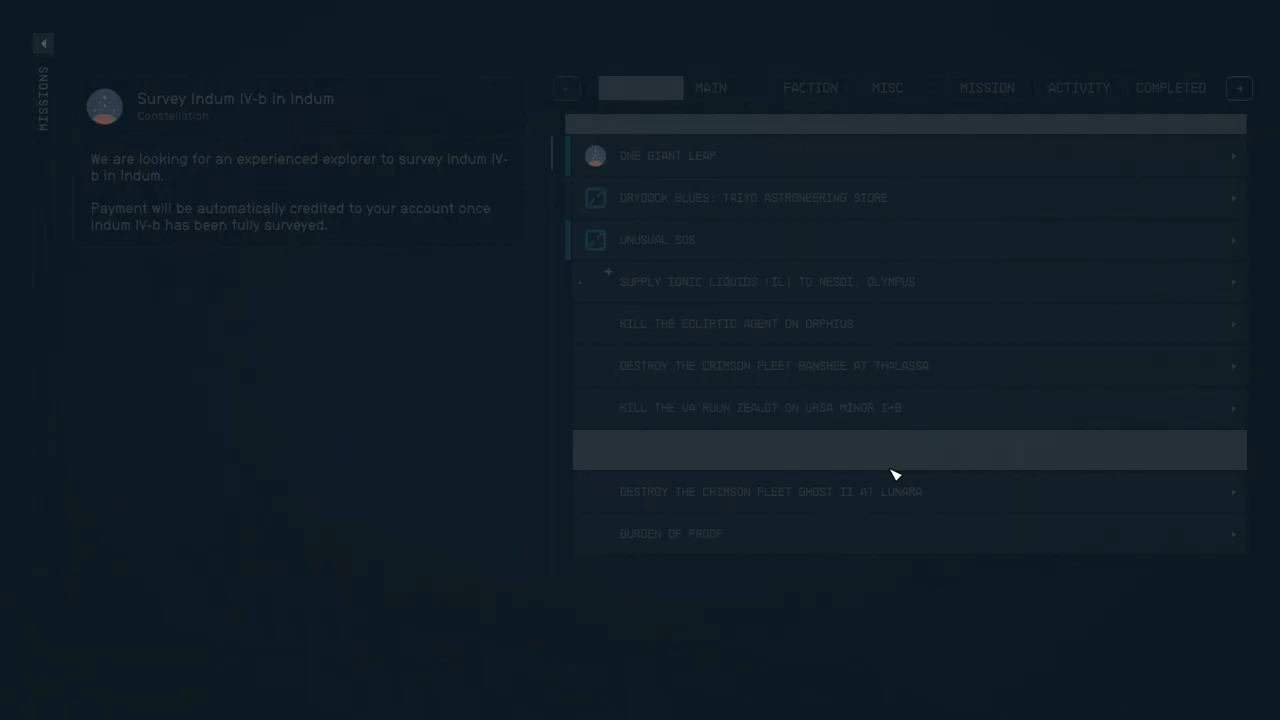 MISSIONS
Survey Indum IV-b in Indum
Constellation
We are looking for an experienced explorer to survey Indum IV-
b in Indum.
Payment will be automatically credited to your account once
Indum IV-b has been fully surveyed.
MAIN FACTION MISC MISSION ACTIVITY COMPLETED
ONE GIANT LEAP
DRYDOCK BLUES: TAIYO ASTRONEERING STORE
UNUSUAL SOS
SUPPLY IONIC LIQUIDS (IL) TO NESOI, OLYMPUS
KILL THE ECLIPTIC AGENT ON ORPHIUS
DESTROY THE CRIMSON FLEET BANSHEE AT THALASSA
KILL THE VA'RUUN ZEALOT ON URSA MINOR I-B
DESTROY THE CRIMSON FLEET GHOST II AT LUNARA
BURDEN OF PROOF